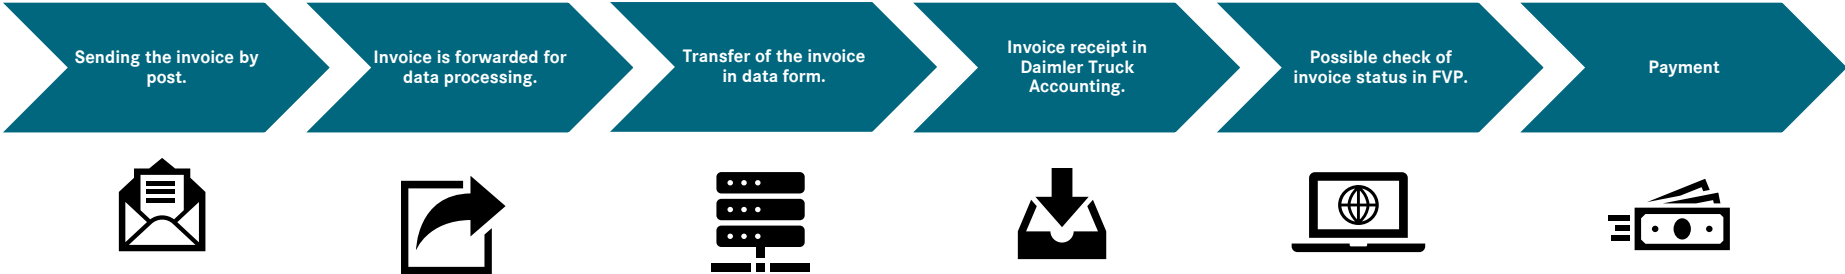 Sending the invoice by
post.
Invoice is forwarded for
data processing.
Transfer of the invoice
in data form.
Invoice receipt in
Daimler Truck
Accounting.
Possible check of
invoice status in FVP.
Payment